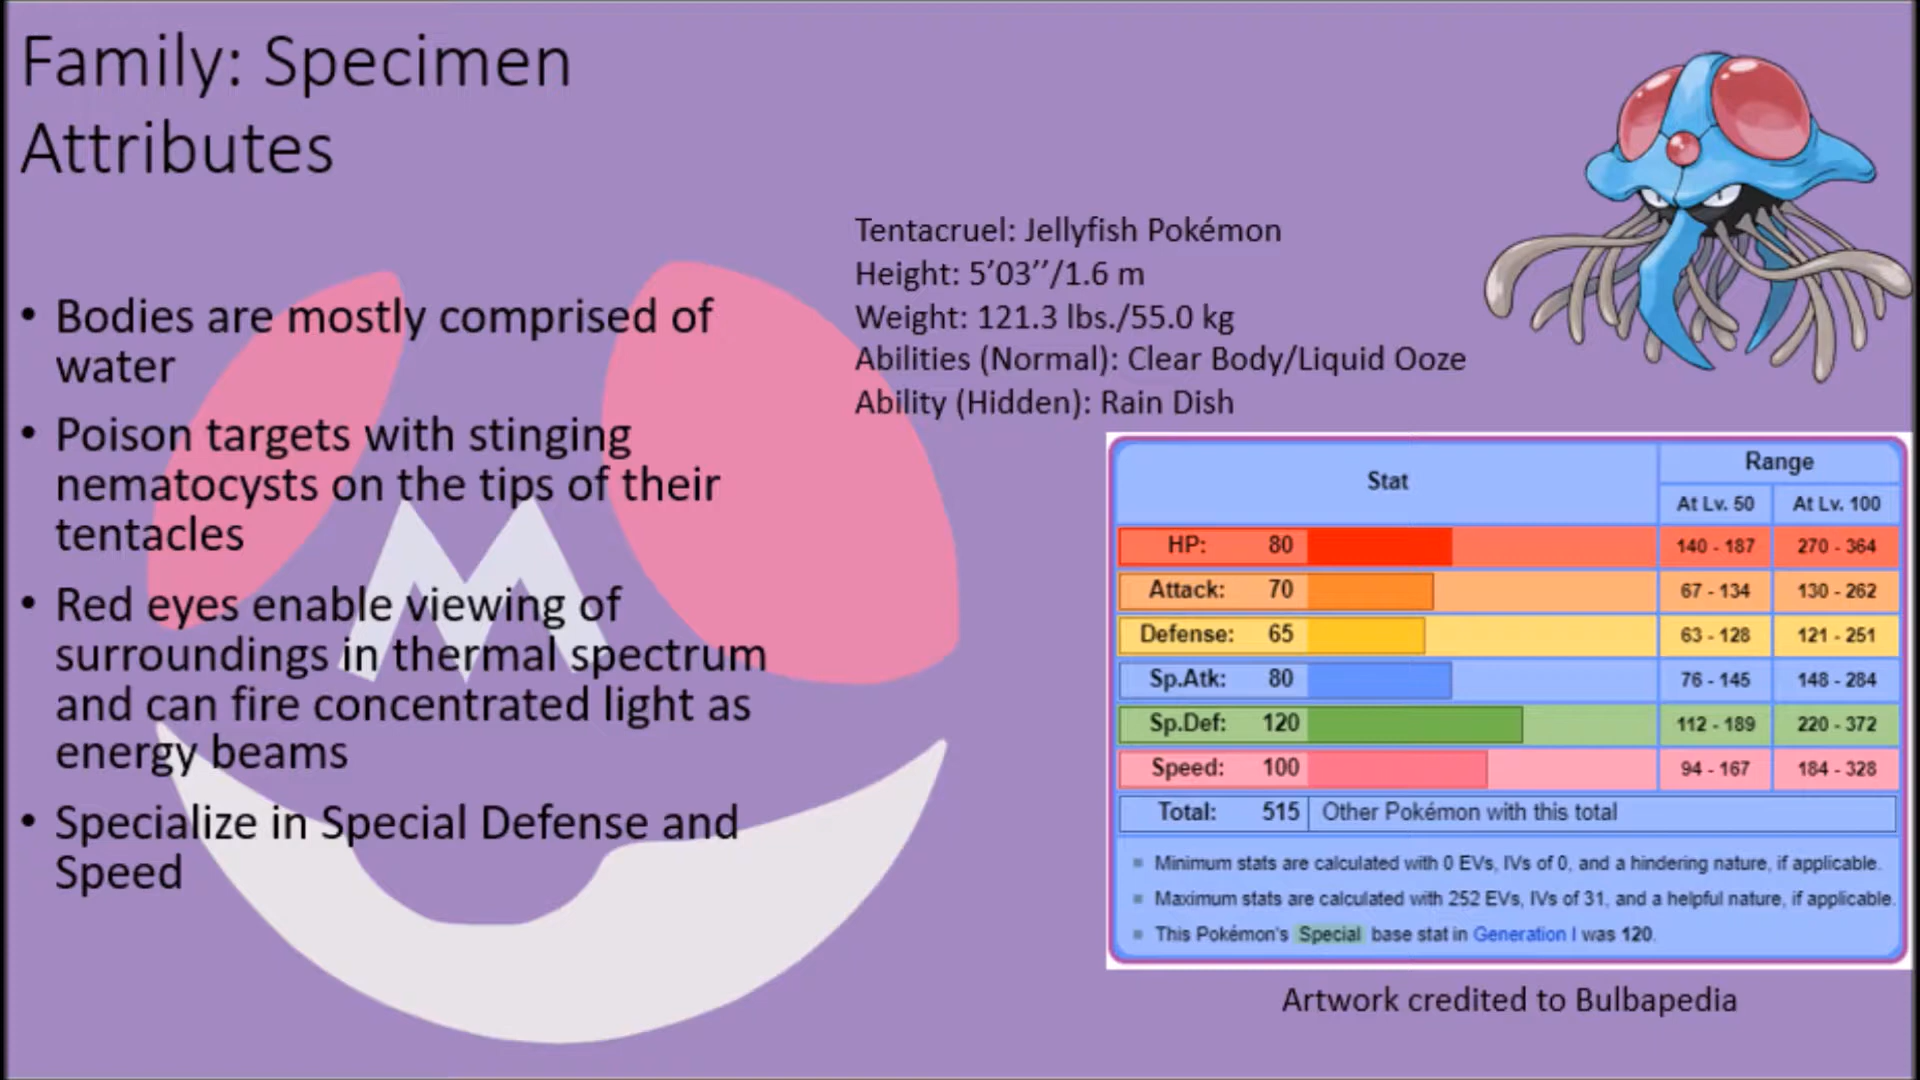 Family: Specimen
Attributes
• Bodies are mostly comprised of
water
• Poison targets with stinging
nematocysts on the tips of their
tentacles
• Red eyes enable viewing of
surroundings in thermal spectrum
and can fire concentrated light as
energy beams
• Specialize in Special Defense and
Speed
M
Tentacruel: Jellyfish Pokémon
Height: 5’03’’/1.6 m
Weight: 121.3 lbs./55.0 kg
Abilities (Normal): Clear Body/Liquid Ooze
Ability (Hidden): Rain Dish
Stat Range
At Lv. 50 At Lv. 100
HP: 80 140 - 187 270 - 364
Attack: 70 67 - 134 130 - 262
Defense: 65 63 - 128 121 - 251
Sp.Atk: 80 76 - 145 148 - 284
Sp.Def: 120 112 - 189 220 - 372
Speed: 100 94 - 167 184 - 328
Total: 515 Other Pokémon with this total
Minimum stats are calculated with 0 EVs, IVs of 0, and a hindering nature, if applicable.
Maximum stats are calculated with 252 EVs, IVs of 31, and a helpful nature, if applicable.
This Pokémon's Special base stat in Generation I was 120.
Artwork credited to Bulbapedia